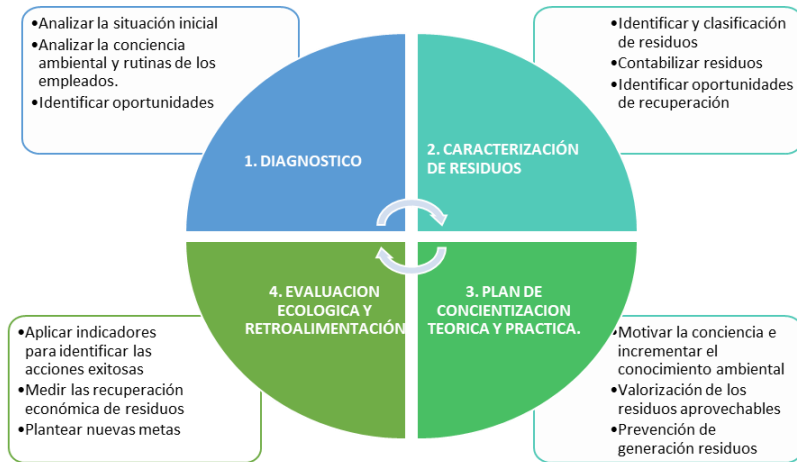 •Analizar la situación inicial
•Analizar la conciencia
ambiental y rutinas de los
empleados.
•Identificar oportunidades
•Identificar y clasificación
de residuos
•Contabilizar residuos
•Identificar oportunidades
de recuperación
1. DIAGNOSTICO
2. CARACTERIZACIÓN
DE RESIDUOS
4. EVALUACION
ECOLOGICA Y
RETROALIMENTACIÓN
3. PLAN DE
CONCIENTIZACION
TEORICA Y PRACTICA.
•Aplicar indicadores
para identificar las
acciones exitosas
•Medir las recuperación
económica de residuos
•Plantear nuevas metas
•Motivar la conciencia e
incrementar el
conocimiento ambiental
•Valorización de los
residuos aprovechables
•Prevención de
generación residuos